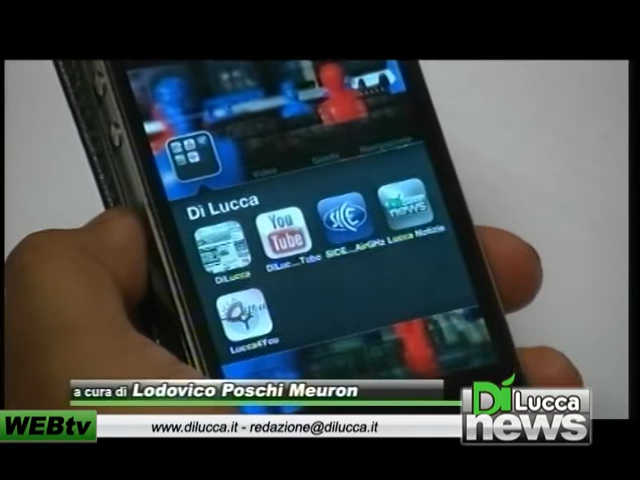 Di Lucca
You
Tube
SICE
news
DiLucca
DiLuc...Tube
SICE...AirGHz
Lucca Notizie
Lucca4You
a cura di Lodovico Poschi Meuron
Di Lucca
news
WEBtv
www.dilucca.it - redazione@dilucca.it